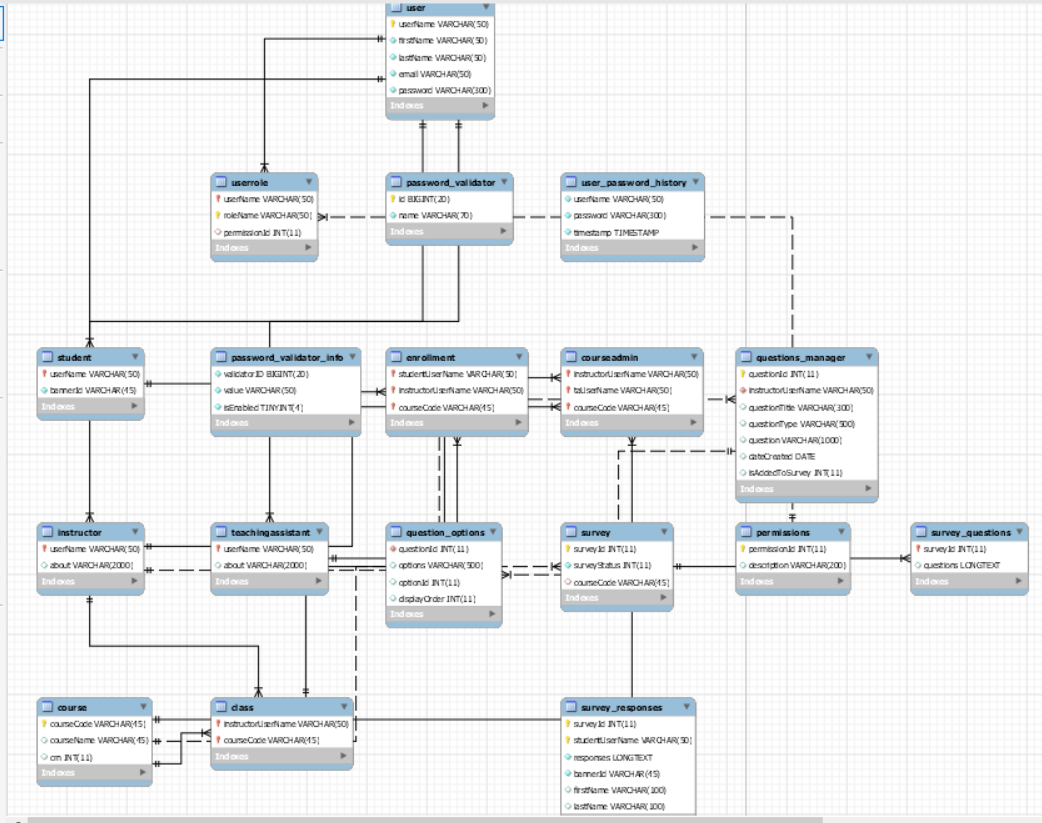 user
userName VARCHAR(50)
firstName VARCHAR(50)
lastName VARCHAR(50)
email VARCHAR(50)
password VARCHAR(300)
Indexes
userrole
userName VARCHAR(50)
roleName VARCHAR(50)
permissionId INT(11)
Indexes
password_validator
id BIGINT(20)
name VARCHAR(70)
Indexes
user_password_history
userName VARCHAR(50)
password VARCHAR(300)
timestamp TIMESTAMP
Indexes
student
userName VARCHAR(50)
bannerId VARCHAR(45)
Indexes
password_validator_info
validatorID BIGINT(20)
value VARCHAR(50)
isEnabled TINYINT(4)
Indexes
enrollment
studentUserName VARCHAR(50)
instructorUserName VARCHAR(50)
courseCode VARCHAR(45)
Indexes
courseadmin
instructorUserName VARCHAR(50)
taUserName VARCHAR(50)
courseCode VARCHAR(45)
Indexes
questions_manager
questionId INT(11)
instructorUserName VARCHAR(50)
questionTitle VARCHAR(300)
questionType VARCHAR(500)
question VARCHAR(1000)
dateCreated DATE
isAddedToSurvey INT(11)
Indexes
instructor
userName VARCHAR(50)
about VARCHAR(2000)
Indexes
teachingassistant
userName VARCHAR(50)
about VARCHAR(2000)
Indexes
question_options
questionId INT(11)
options VARCHAR(500)
optionId INT(11)
displayOrder INT(11)
Indexes
survey
surveyId INT(11)
surveyStatus INT(11)
courseCode VARCHAR(45)
Indexes
permissions
permissionId INT(11)
description VARCHAR(200)
Indexes
survey_questions
surveyId INT(11)
questions LONGTEXT
Indexes
course
courseCode VARCHAR(45)
courseName VARCHAR(45)
crn INT(11)
Indexes
class
instructorUserName VARCHAR(50)
courseCode VARCHAR(45)
Indexes
survey_responses
surveyId INT(11)
studentUserName VARCHAR(50)
responses LONGTEXT
bannerId VARCHAR(45)
firstName VARCHAR(100)
lastName VARCHAR(100)